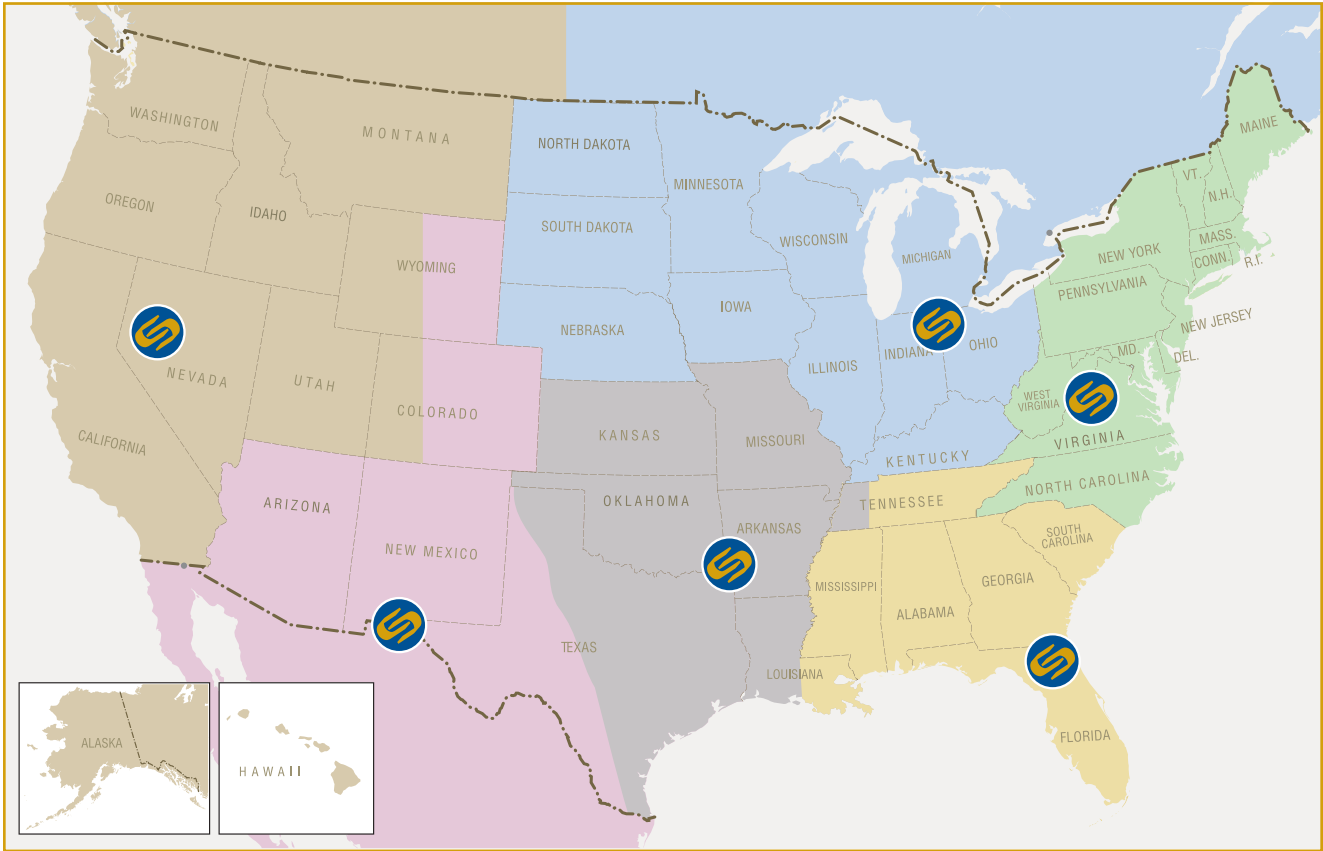 WASHINGTON
MONTANA
NORTH DAKOTA
MINNESOTA
MAINE
OREGON
IDAHO
SOUTH DAKOTA
WISCONSIN
MICHIGAN
VT.
N.H.
NEW YORK
MASS.
CONN.
R.I.
WYOMING
IOWA
PENNSYLVANIA
NEW JERSEY
NEBRASKA
ILLINOIS
INDIANA
OHIO
MD.
DEL.
NEVADA
UTAH
COLORADO
WEST
VIRGINIA
CALIFORNIA
KANSAS
MISSOURI
KENTUCKY
VIRGINIA
ARIZONA
OKLAHOMA
TENNESSEE
NORTH CAROLINA
NEW MEXICO
ARKANSAS
SOUTH
CAROLINA
MISSISSIPPI
ALABAMA
GEORGIA
TEXAS
LOUISIANA
FLORIDA
ALASKA
HAWAII